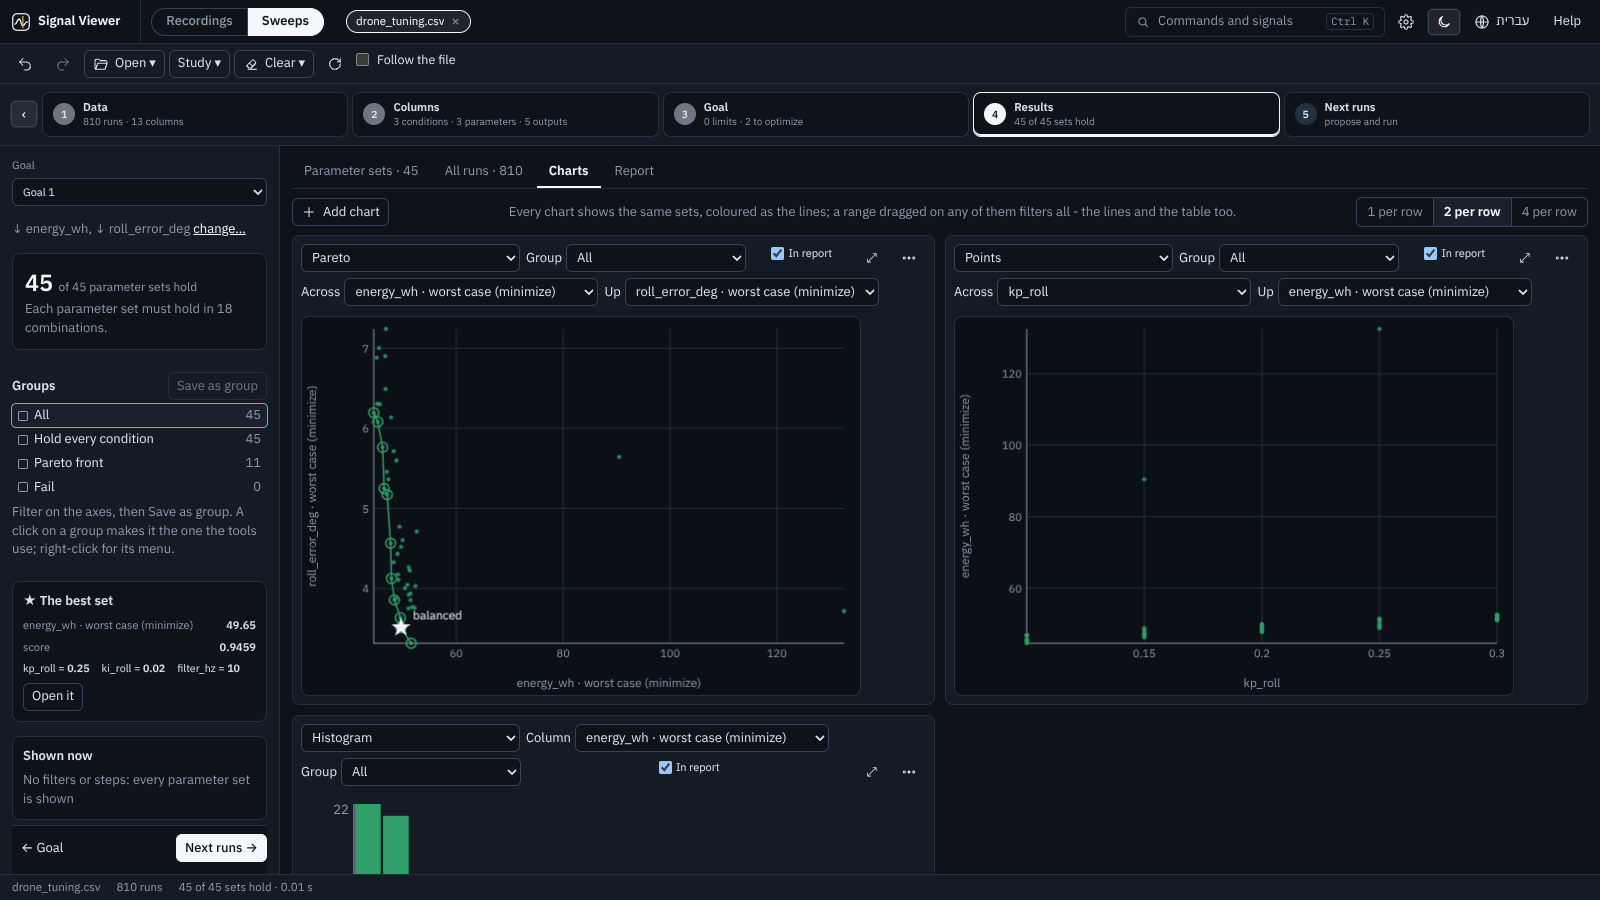 Signal Viewer
Recordings
Sweeps
drone_tuning.csv ×
Commands and signals
Ctrl K
עברית
Help
Open ▾
Study ▾
Clear ▾
Follow the file
‹
1
Data
810 runs · 13 columns
2
Columns
3 conditions · 3 parameters · 5 outputs
3
Goal
0 limits · 2 to optimize
4
Results
45 of 45 sets hold
5
Next runs
propose and run
Goal
Goal 1
↓ energy_wh, ↓ roll_error_deg change...
45 of 45 parameter sets hold
Each parameter set must hold in 18
combinations.
Groups
Save as group
All 45
Hold every condition 45
Pareto front 11
Fail 0
Filter on the axes, then Save as group. A
click on a group makes it the one the tools
use; right-click for its menu.
★ The best set
energy_wh · worst case (minimize) 49.65
score 0.9459
kp_roll = 0.25 ki_roll = 0.02 filter_hz = 10
Open it
Shown now
No filters or steps: every parameter set
is shown
← Goal
Next runs →
Parameter sets · 45
All runs · 810
Charts
Report
+ Add chart
Every chart shows the same sets, coloured as the lines; a range dragged on any of them filters all - the lines and the table too.
1 per row
2 per row
4 per row
Pareto
Group All
In report
Across energy_wh · worst case (minimize)
Up roll_error_deg · worst case (minimize)
7
6
5
4
roll_error_deg · worst case (minimize)
balanced
60 80 100 120
energy_wh · worst case (minimize)
Points
Group All
In report
Across kp_roll
Up energy_wh · worst case (minimize)
120
100
80
60
energy_wh · worst case (minimize)
0.15 0.2 0.25 0.3
kp_roll
Histogram
Column energy_wh · worst case (minimize)
Group All
In report
22
drone_tuning.csv 810 runs 45 of 45 sets hold · 0.01 s